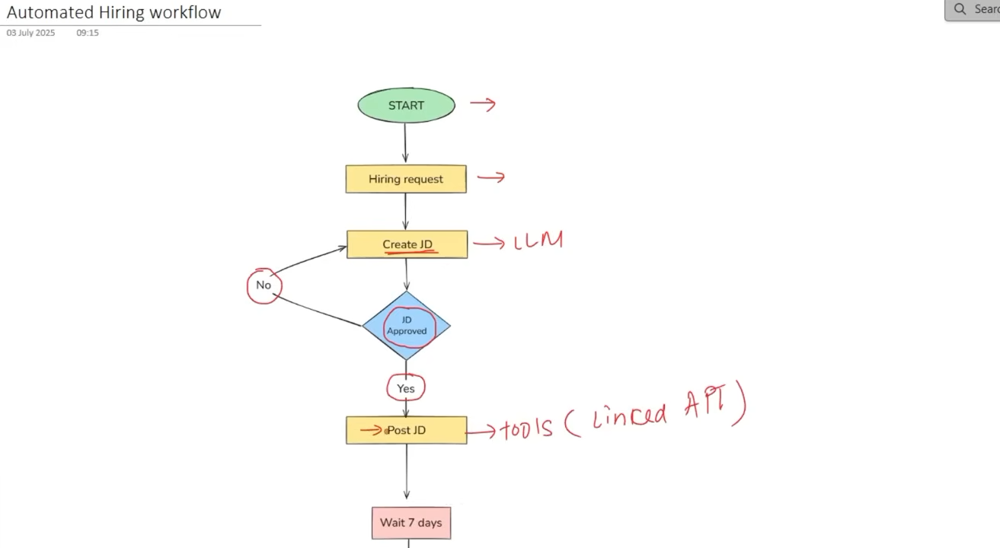 Automated Hiring workflow
03 July 2025 09:15
Sear
START
Hiring request
Create JD
LLM
No
JD
Approved
Yes
Post JD
tools ( Linked API )
Wait 7 days